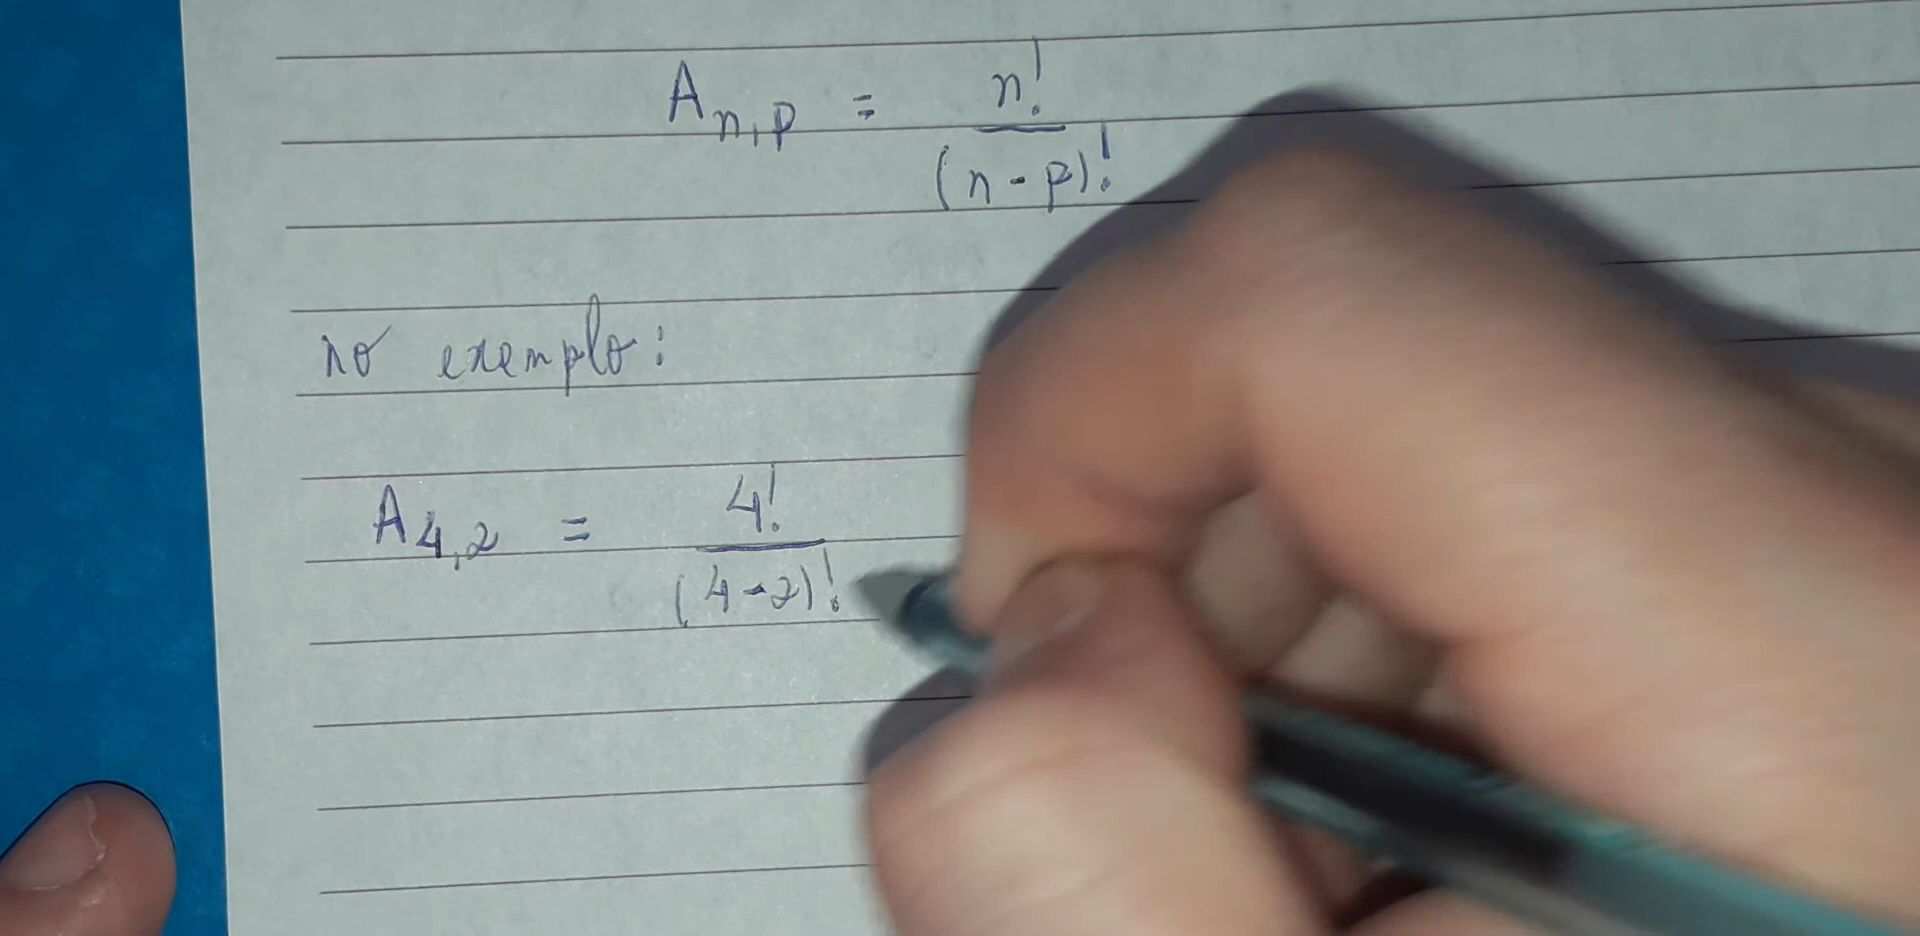 A n,p = n! / (n-p)!
no exemplo:
A 4,2 = 4! / (4-2)!